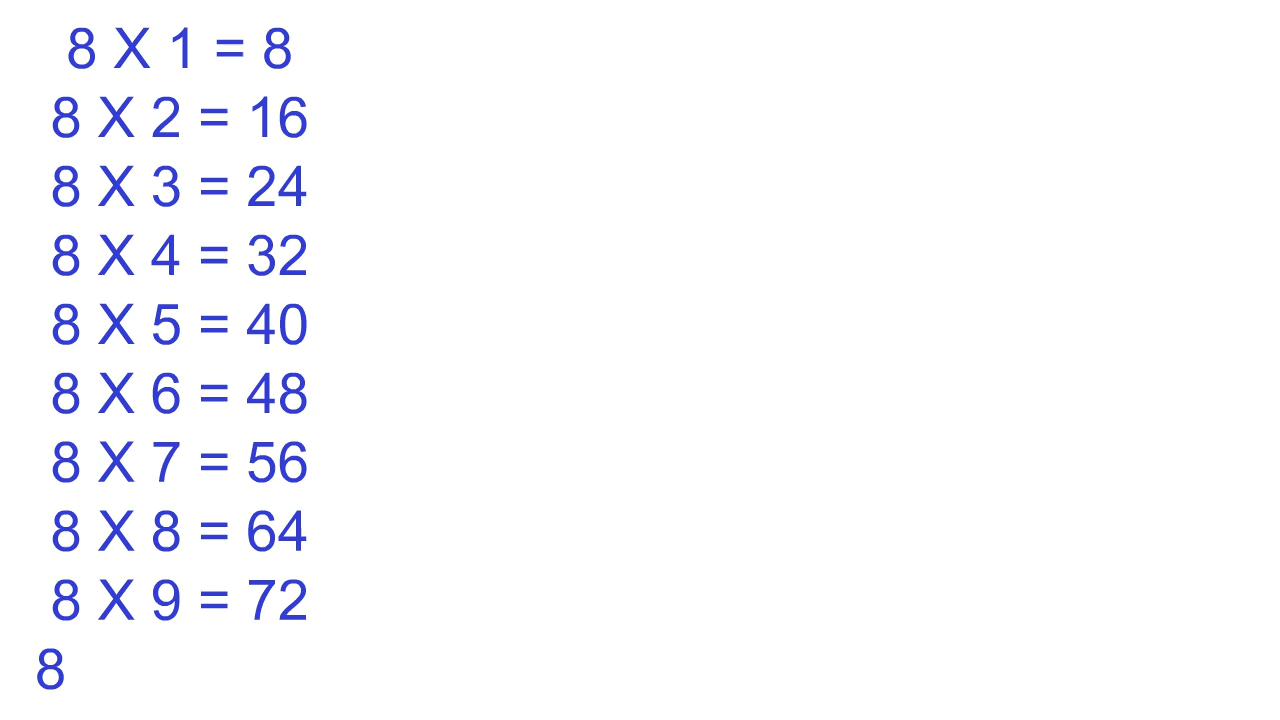 8 X 1 = 8
8 X 2 = 16
8 X 3 = 24
8 X 4 = 32
8 X 5 = 40
8 X 6 = 48
8 X 7 = 56
8 X 8 = 64
8 X 9 = 72
8